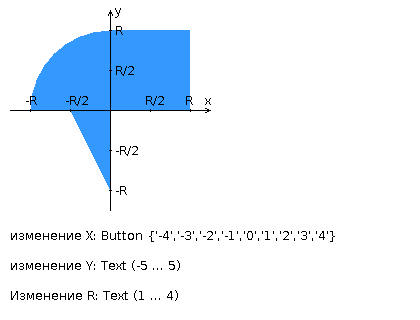 y
R
R/2
-R -R/2 R/2 R x
-R/2
-R
изменение X: Button {'-4','-3','-2','-1','0','1','2','3','4'}
изменение Y: Text (-5 ... 5)
Изменение R: Text (1 ... 4)